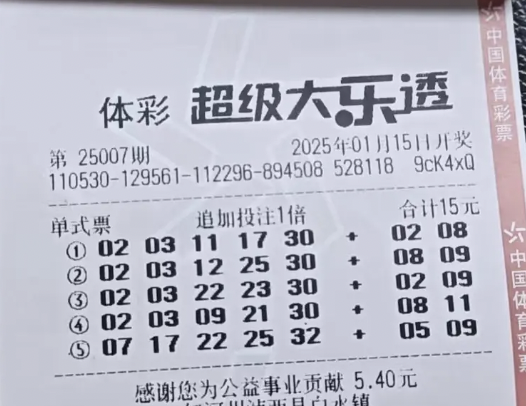 体彩 超级大乐透
第 25007期 2025年01月15日开奖
110530-129561-112296-894508 528118 9cK4xQ
单式票 追加投注1倍 合计15元
① 02 03 11 17 30 + 02 08
② 02 03 12 25 30 + 08 09
③ 02 03 22 23 30 + 02 09
④ 02 03 09 21 30 + 08 11
⑤ 07 17 22 25 32 + 05 09
感谢您为公益事业贡献 5.40元
白水镇
中国体育彩票
中国体育彩票